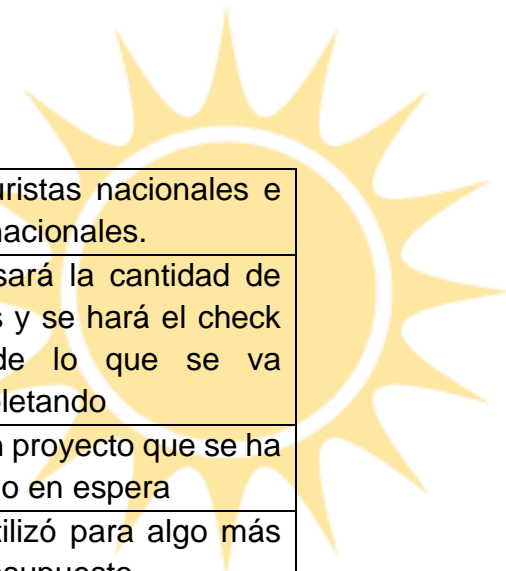 uristas nacionales e
nacionales.
sará la cantidad de
s y se hará el check
de lo que se va
pletando
n proyecto que se ha
o en espera
tilizó para algo más